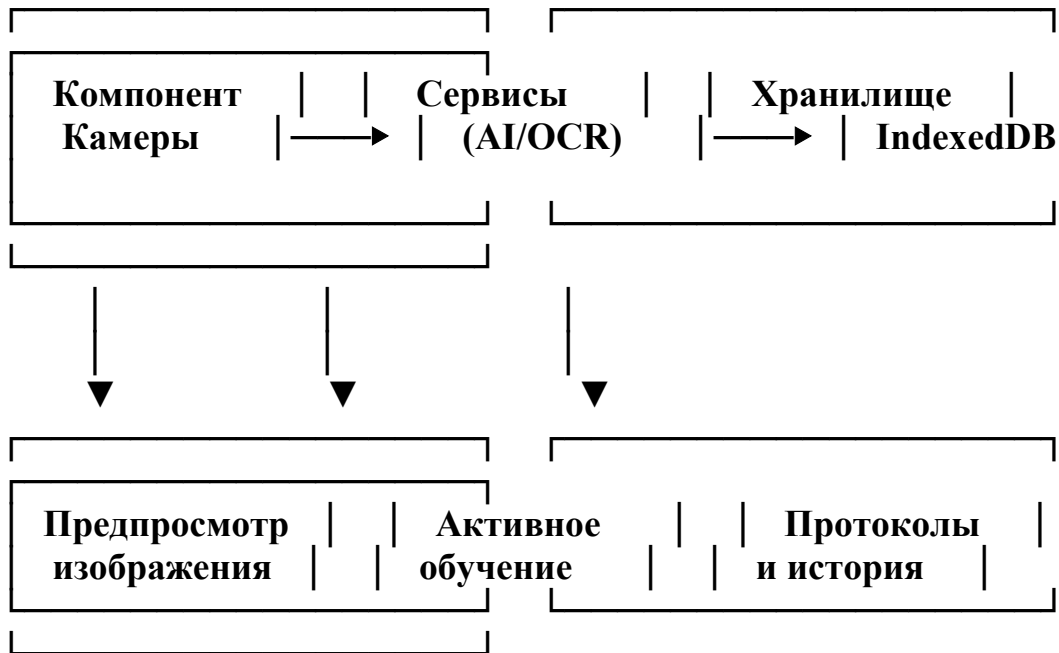 Компонент Сервисы Хранилище
Камеры (AI/OCR) IndexedDB
Предпросмотр Активное Протоколы
изображения обучение и история